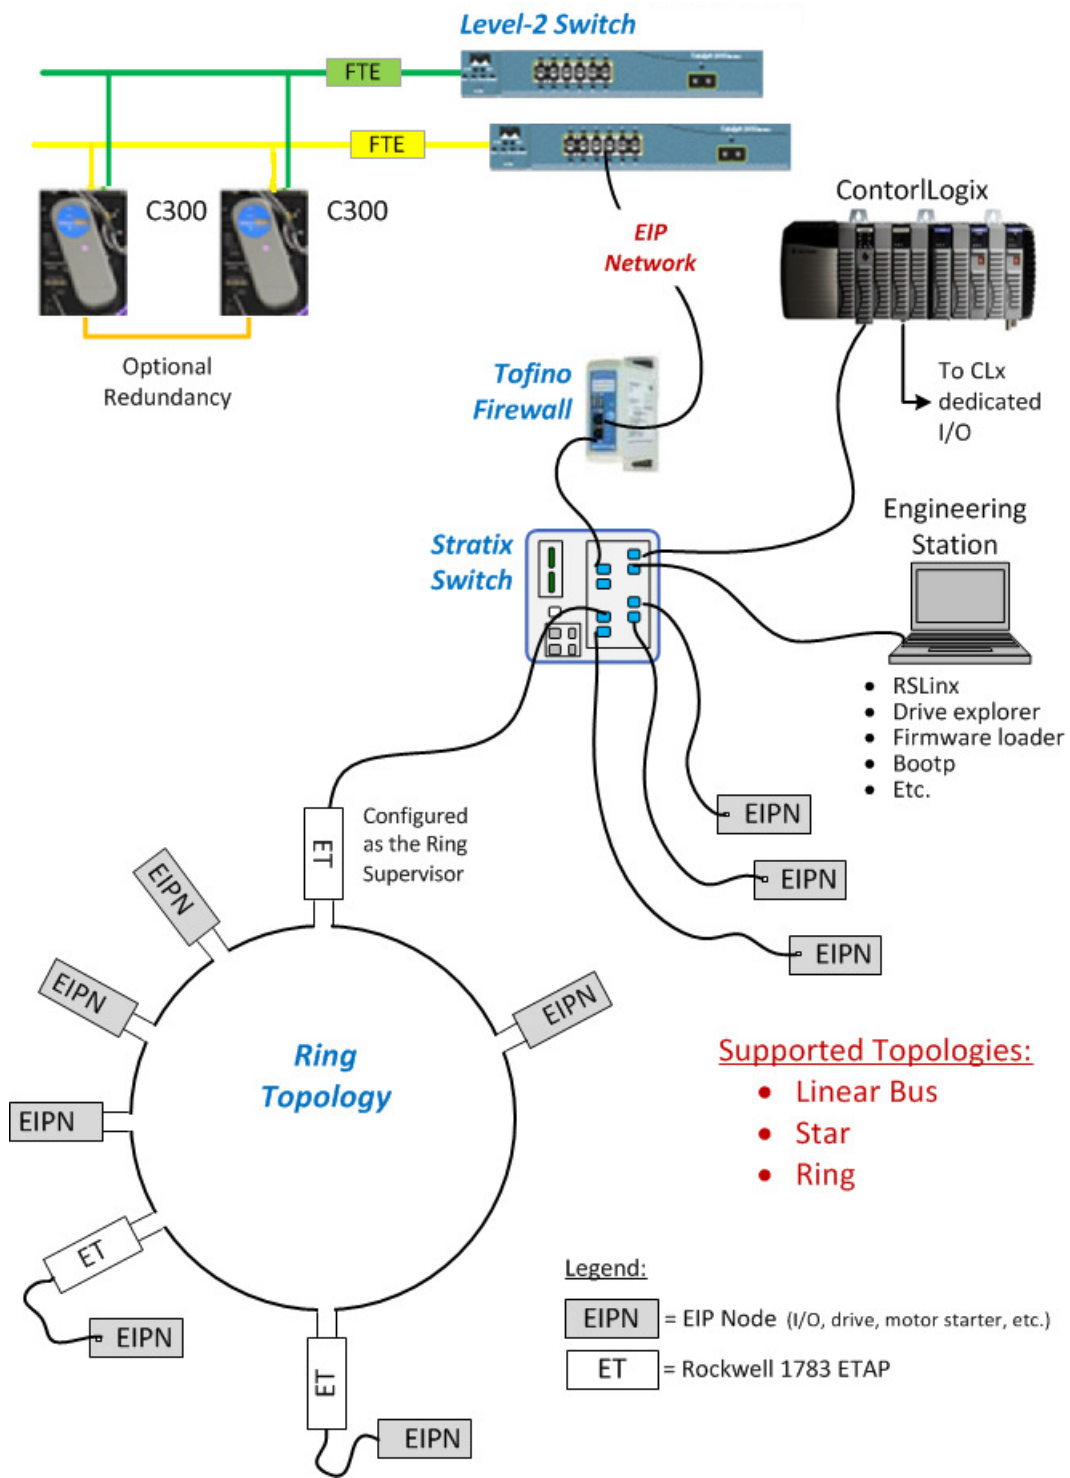 Level-2 Switch
FTE
FTE
C300
C300
Optional
Redundancy
EIP
Network
ContorlLogix
To CLx
dedicated
I/O
Tofino
Firewall
Stratix
Switch
Engineering
Station
• RSLinx
• Drive explorer
• Firmware loader
• Bootp
• Etc.
EIPN
EIPN
EIPN
ET
Configured
as the Ring
Supervisor
EIPN
EIPN
EIPN
EIPN
Ring
Topology
ET
EIPN
ET
EIPN
Supported Topologies:
• Linear Bus
• Star
• Ring
Legend:
EIPN = EIP Node (I/O, drive, motor starter, etc.)
ET = Rockwell 1783 ETAP